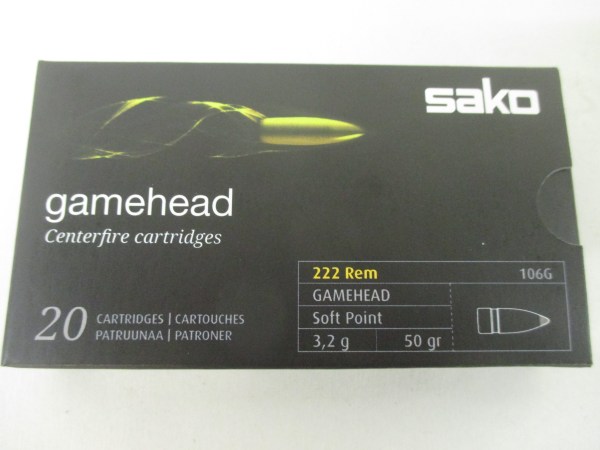 sako
gamehead
Centerfire cartridges
222 Rem 106G
GAMEHEAD
Soft Point
3,2 g 50 gr
20 CARTRIDGES | CARTOUCHES
PATRUUNAA | PATRONER